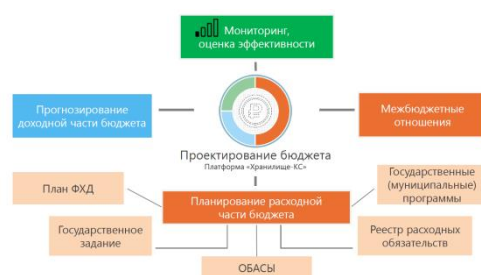 Мониторинг,
оценка эффективности
Прогнозирование
доходной части бюджета
Межбюджетные
отношения
Проектирование бюджета
Платформа «Хранилище-КС»
План ФХД
Планирование расходной
части бюджета
Государственные
(муниципальные)
программы
Государственное
задание
Реестр расходных
обязательств
ОБАСЫ